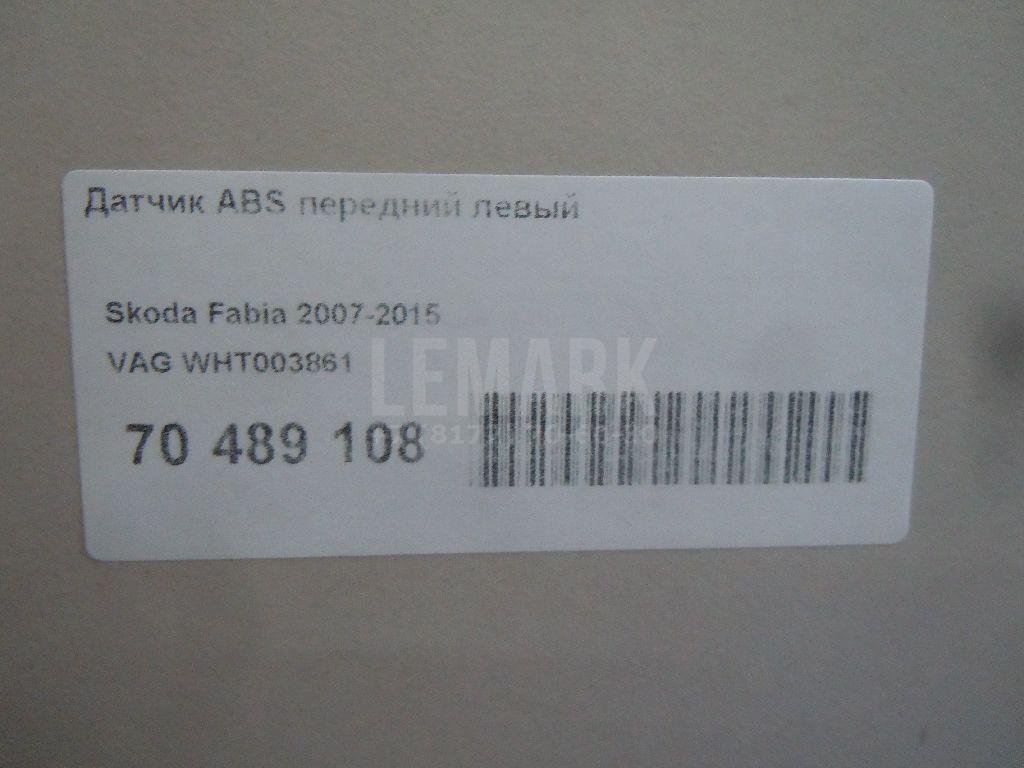 Датчик ABS передний левый
Skoda Fabia 2007-2015
VAG WHT003861
LEMARK
70 489 108